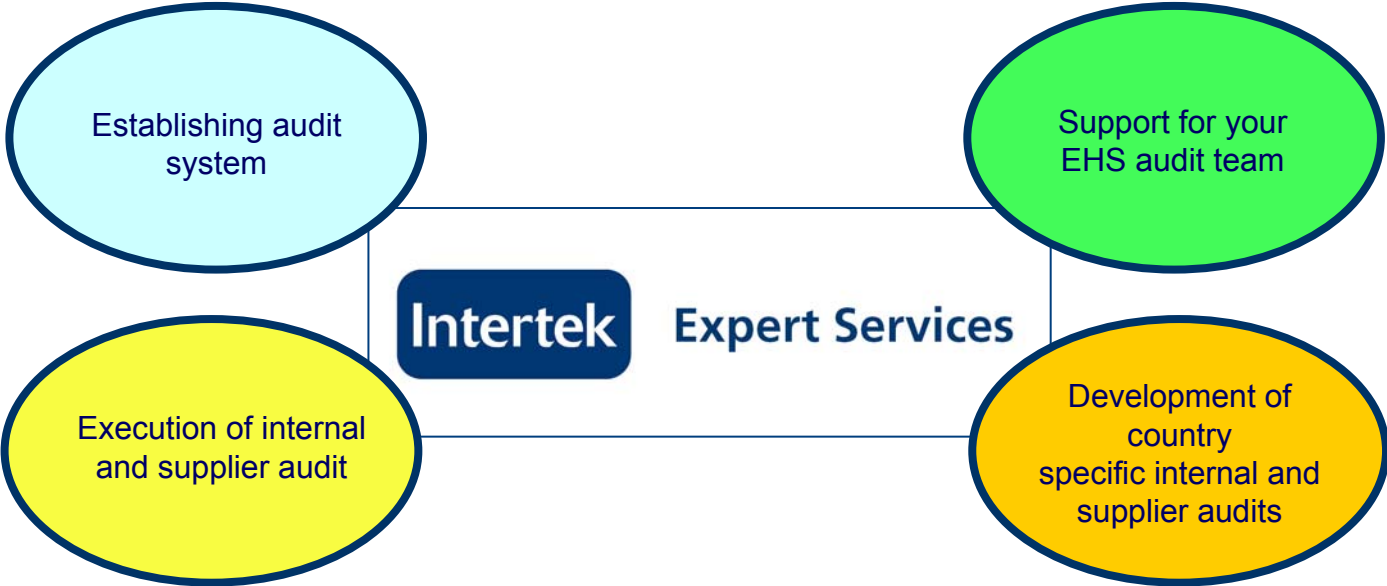 Establishing audit
system
Support for your
EHS audit team
Intertek Expert Services
Execution of internal
and supplier audit
Development of
country
specific internal and
supplier audits